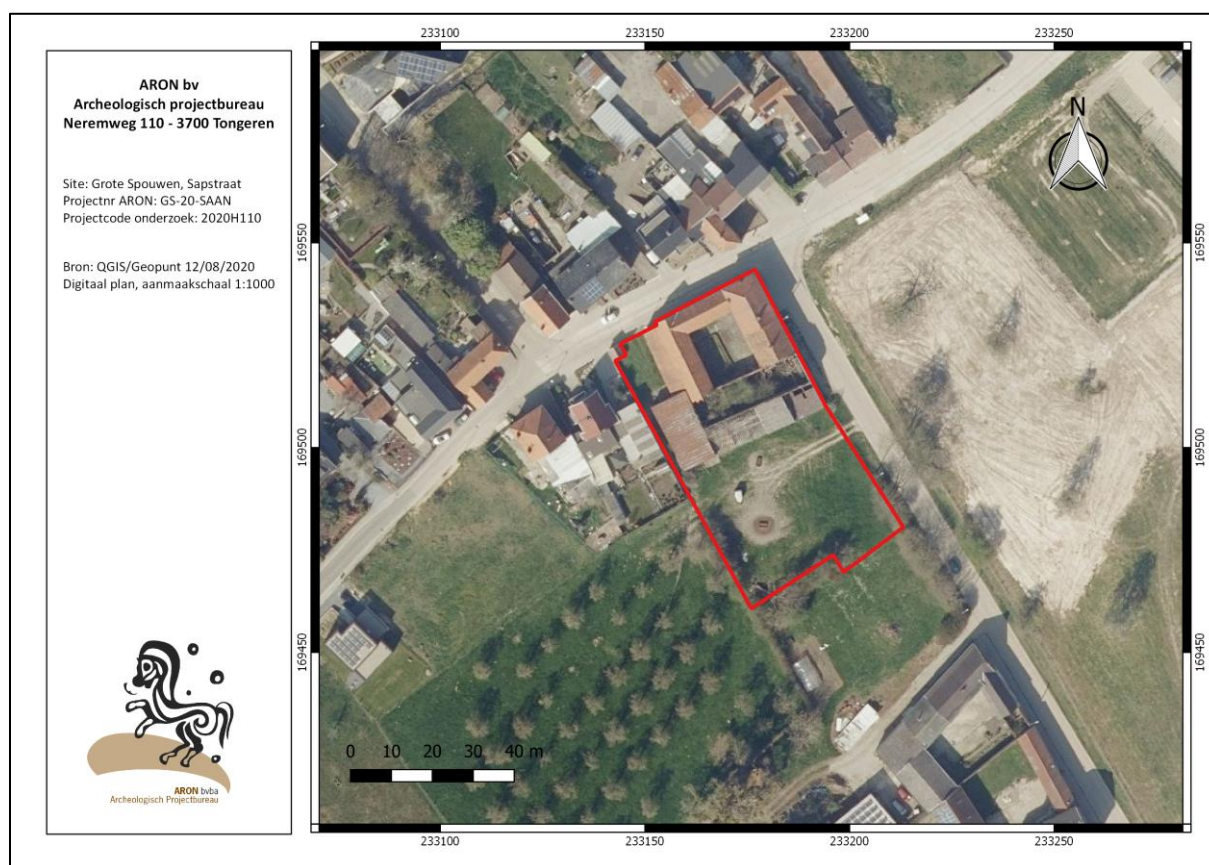 ARON bv
Archeologisch projectbureau
Neremweg 110 - 3700 Tongeren
Site: Grote Spouwen, Sapstraat
Projectnr ARON: GS-20-SAAN
Projectcode onderzoek: 2020H110
Bron: QGIS/Geopunt 12/08/2020
Digitaal plan, aanmaakschaal 1:1000
ARON bvba
Archeologisch Projectbureau
233100 233150 233200 233250
N
169550 169550
169500 169500
169450 169450
0 10 20 30 40 m
233100 233150 233200 233250